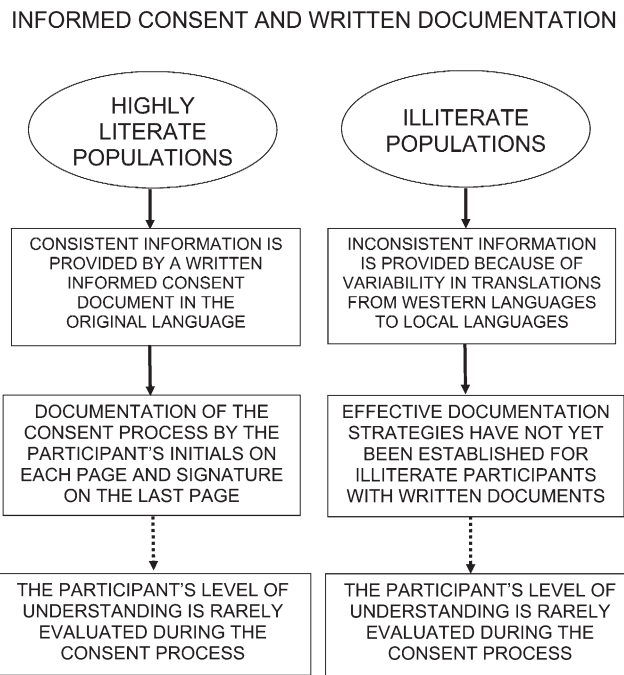 INFORMED CONSENT AND WRITTEN DOCUMENTATION
HIGHLY
LITERATE
POPULATIONS
CONSISTENT INFORMATION IS
PROVIDED BY A WRITTEN
INFORMED CONSENT
DOCUMENT IN THE
ORIGINAL LANGUAGE
DOCUMENTATION OF THE
CONSENT PROCESS BY THE
PARTICIPANT'S INITIALS ON
EACH PAGE AND SIGNATURE
ON THE LAST PAGE
THE PARTICIPANT'S LEVEL OF
UNDERSTANDING IS RARELY
EVALUATED DURING THE
CONSENT PROCESS
ILLITERATE
POPULATIONS
INCONSISTENT INFORMATION
IS PROVIDED BECAUSE OF
VARIABILITY IN TRANSLATIONS
FROM WESTERN LANGUAGES
TO LOCAL LANGUAGES
EFFECTIVE DOCUMENTATION
STRATEGIES HAVE NOT YET
BEEN ESTABLISHED FOR
ILLITERATE PARTICIPANTS
WITH WRITTEN DOCUMENTS
THE PARTICIPANT'S LEVEL OF
UNDERSTANDING IS RARELY
EVALUATED DURING THE
CONSENT PROCESS